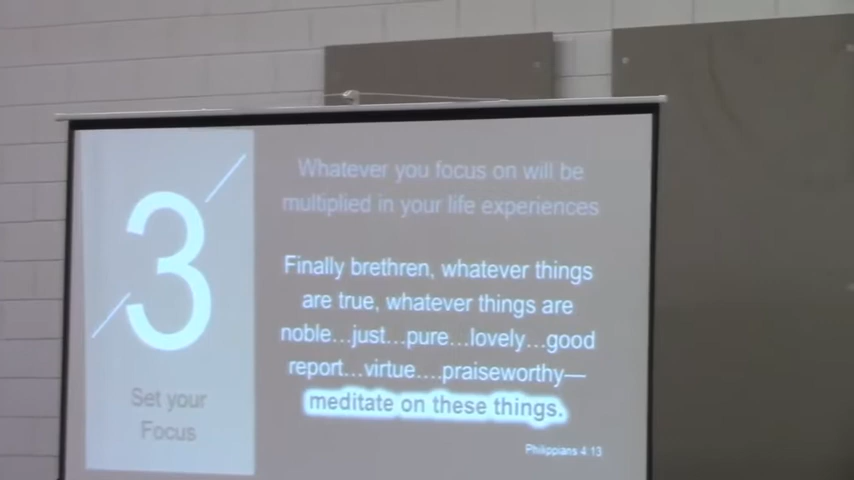 3
Set your
Focus
Whatever you focus on will be
multiplied in your life experiences
Finally brethren, whatever things
are true, whatever things are
noble...just...pure...lovely...good
report...virtue....praiseworthy—
meditate on these things.
Philippians 4:13